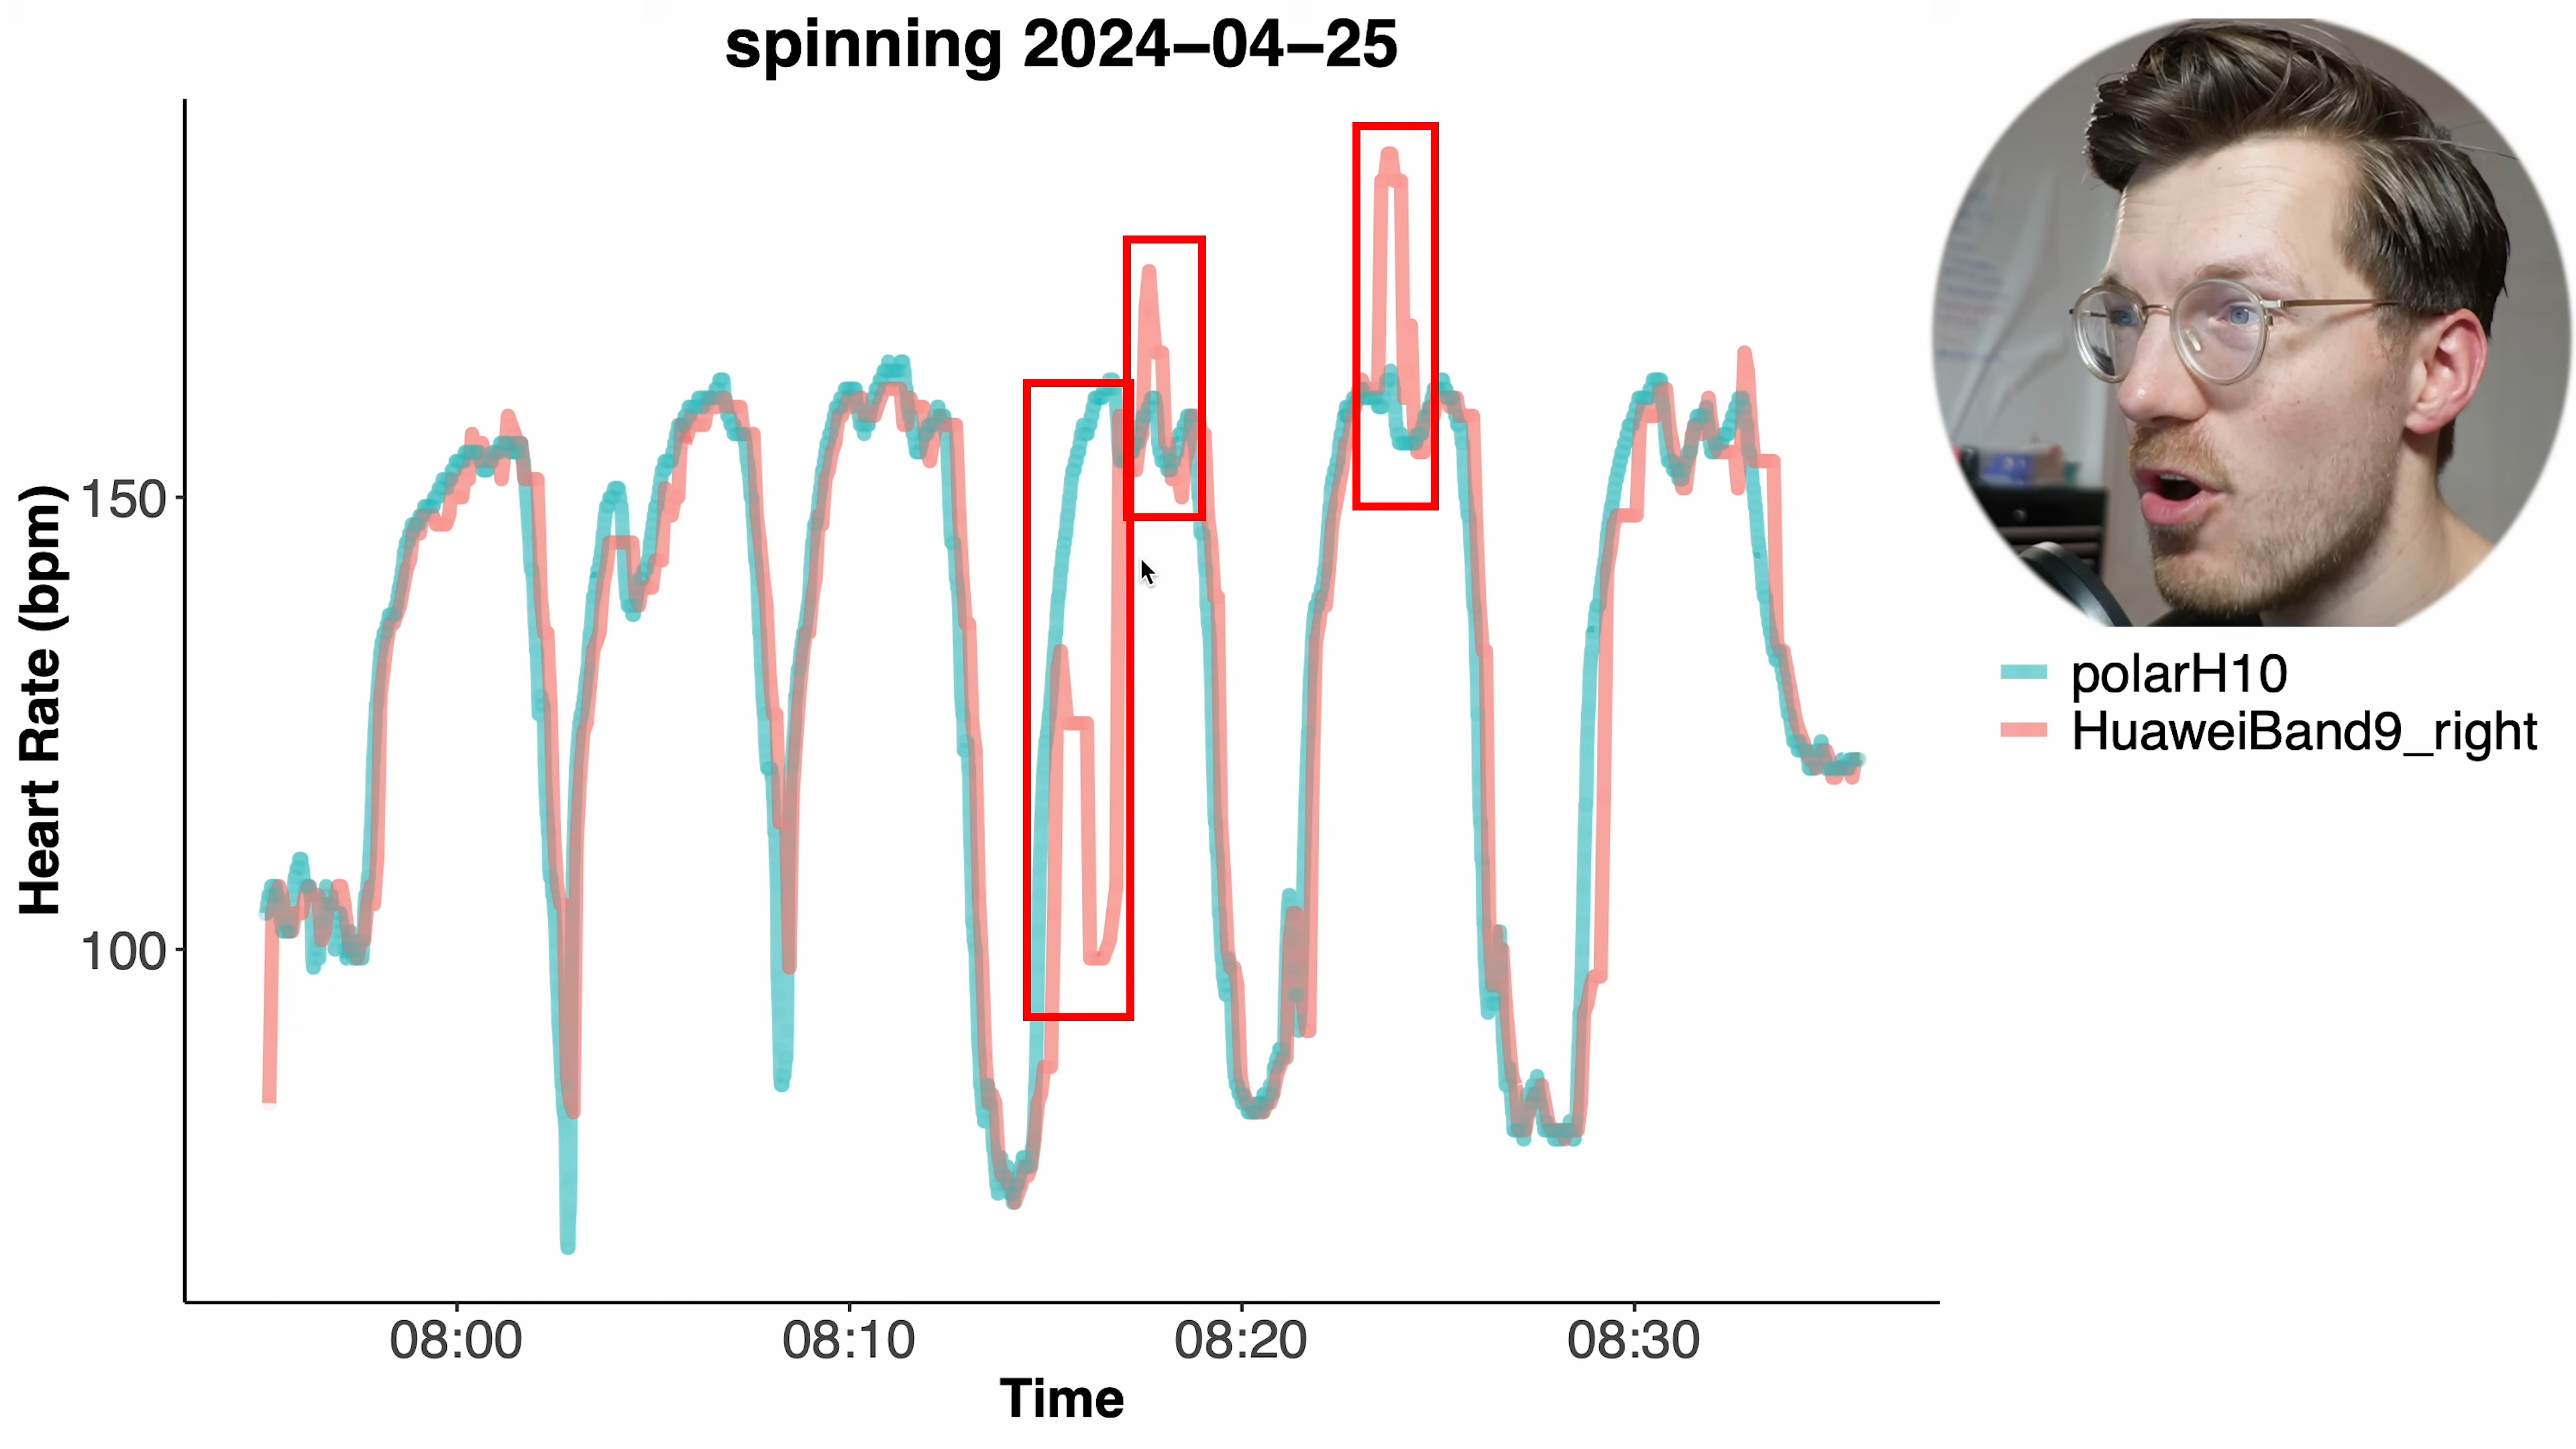 spinning 2024–04–25
Heart Rate (bpm)
150
100
08:00
08:10
08:20
08:30
Time
polarH10
HuaweiBand9_right